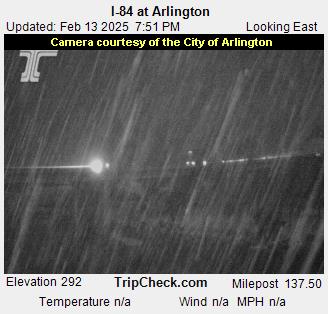 I-84 at Arlington
Updated: Feb 13 2025 7:51 PM Looking East
Camera courtesy of the City of Arlington
Elevation 292 TripCheck.com Milepost 137.50
Temperature n/a Wind n/a MPH n/a